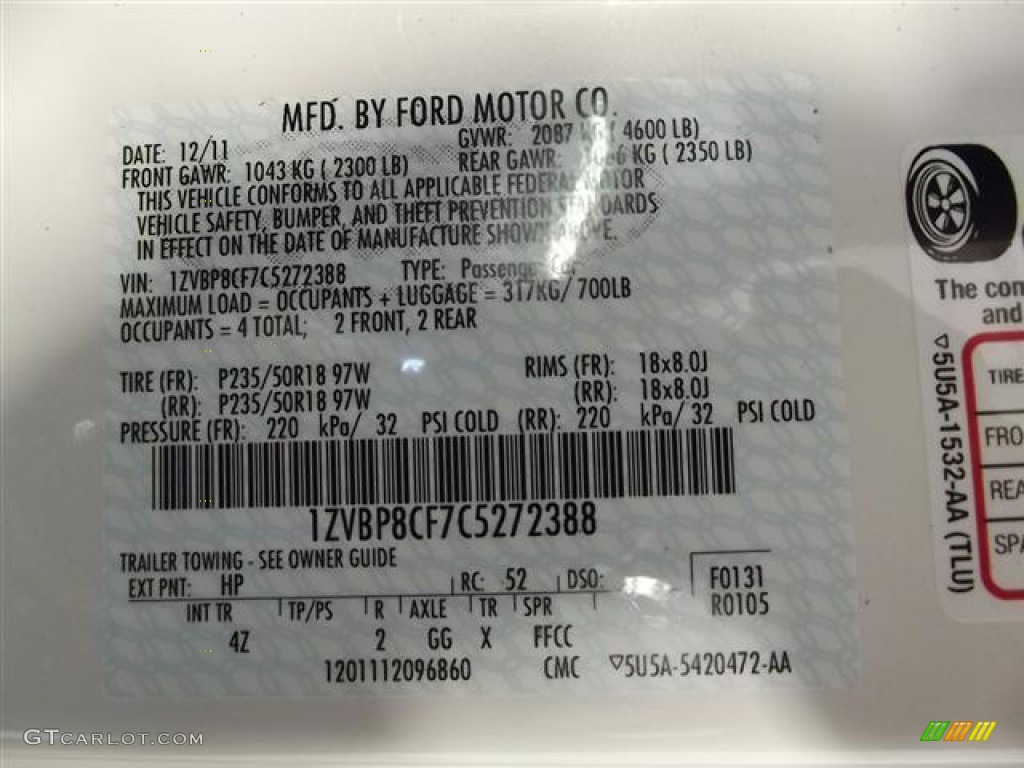 MFD. BY FORD MOTOR CO.
DATE: 12/11 GVWR: 2087 KG ( 4600 LB)
FRONT GAWR: 1043 KG ( 2300 LB) REAR GAWR: KG ( 2350 LB)
THIS VEHICLE CONFORMS TO ALL APPLICABLE FEDERAL MOTOR
VEHICLE SAFETY, BUMPER, AND THEFT PREVENTION STANDARDS
IN EFFECT ON THE DATE OF MANUFACTURE SHOWN ABOVE.
VIN: 1ZVBP8CF7C5272388 TYPE: Passenger Car
MAXIMUM LOAD = OCCUPANTS + LUGGAGE = 317KG/ 700LB
OCCUPANTS = 4 TOTAL; 2 FRONT, 2 REAR
TIRE (FR): P235/50R18 97W RIMS (FR): 18x8.0J
(RR): P235/50R18 97W (RR): 18x8.0J
PRESSURE (FR): 220 kPa/ 32 PSI COLD (RR): 220 kPa/ 32 PSI COLD
1ZVBP8CF7C5272388
TRAILER TOWING - SEE OWNER GUIDE
EXT PNT: HP RC: 52 DSO: F0131
INT TR TP/PS R AXLE TR SPR R0105
4Z 2 GG X FFCC
1201112096860 CMC ▽5U5A-5420472-AA
The con
and
TIRE
FRO
REA
SPA
▽5U5A-1532-AA (TLU)
GTCARLOT.COM